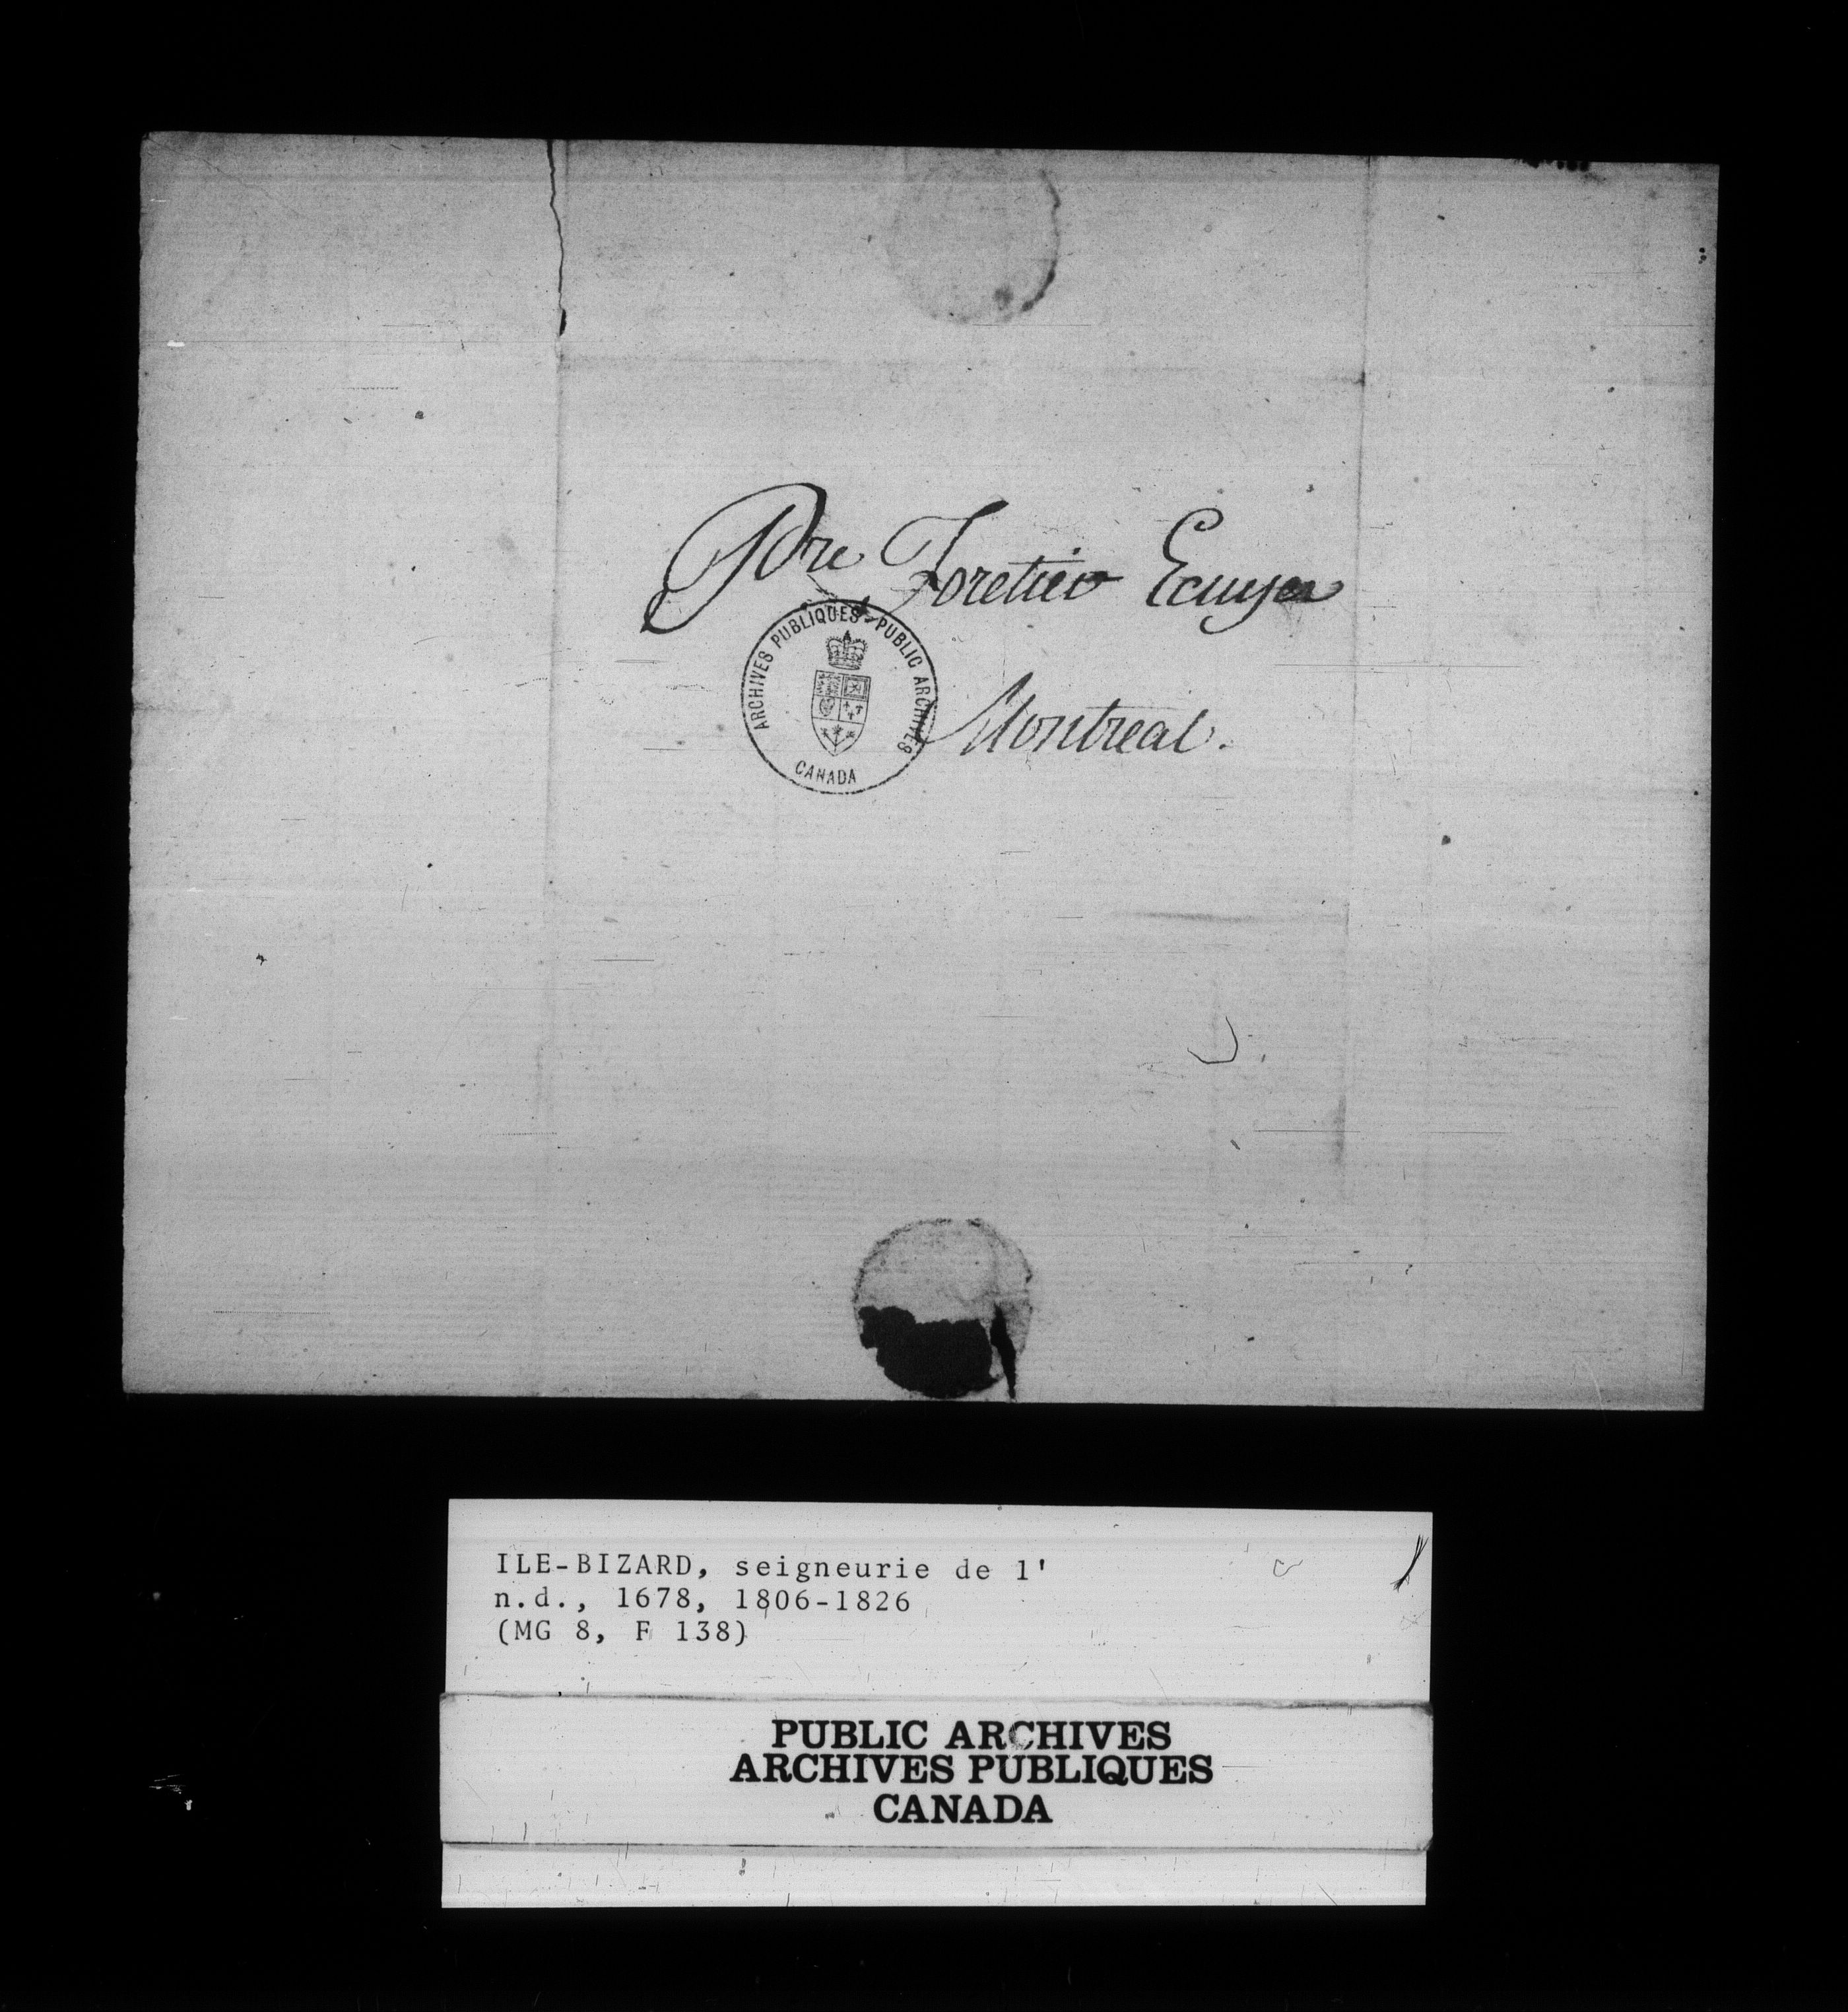 Pre Foretier Ecuyer
ARCHIVES PUBLIQUES - PUBLIC ARCHIVES
CANADA
Montreal.
ILE-BIZARD, seigneurie de l'
n.d., 1678, 1806-1826
(MG 8, F 138)
PUBLIC ARCHIVES
ARCHIVES PUBLIQUES
CANADA